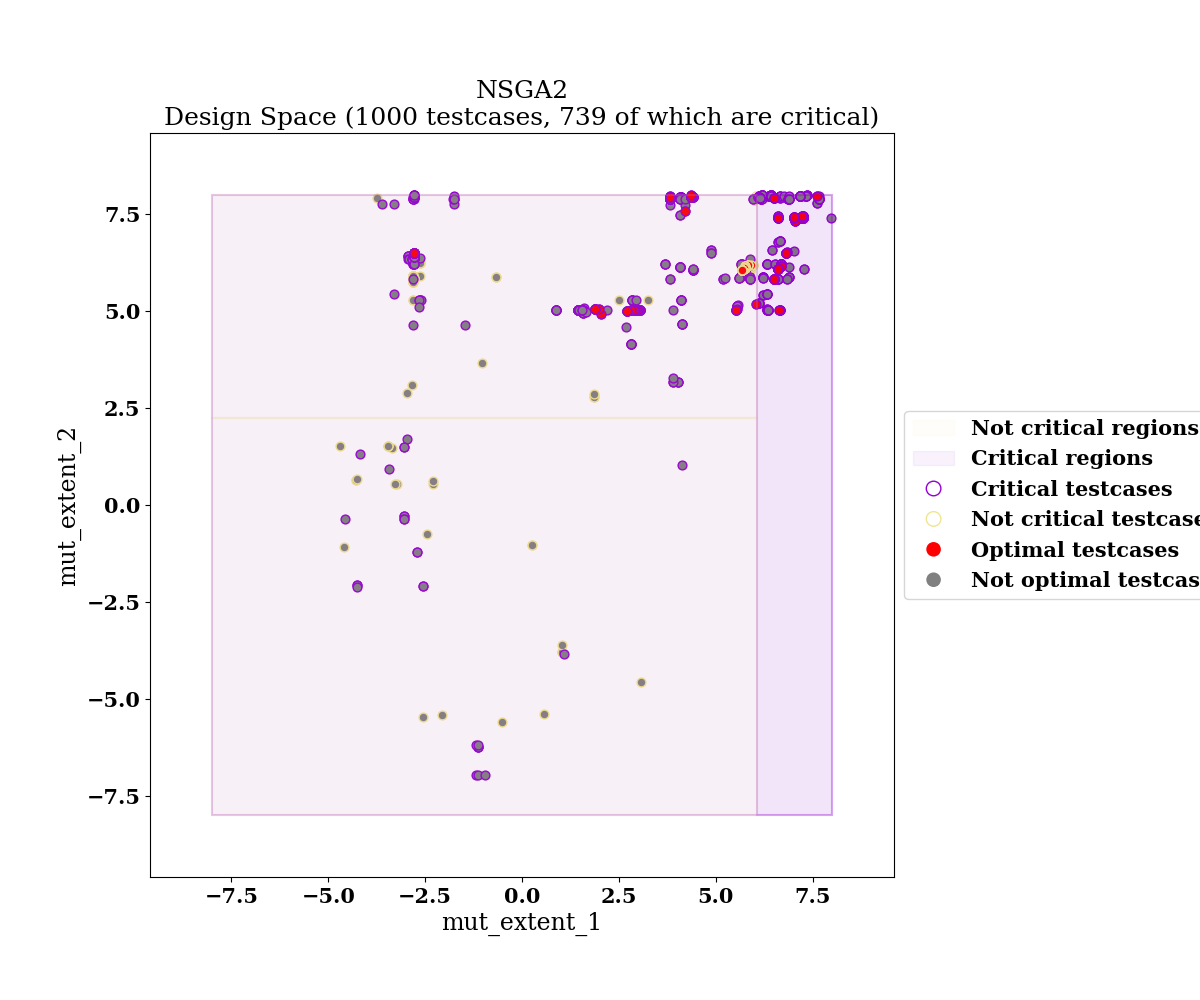 NSGA2
Design Space (1000 testcases, 739 of which are critical)
mut_extent_2
7.5
5.0
2.5
0.0
−2.5
−5.0
−7.5
−7.5 −5.0 −2.5 0.0 2.5 5.0 7.5
mut_extent_1
Not critical regions
Critical regions
Critical testcases
Not critical testcase
Optimal testcases
Not optimal testcas